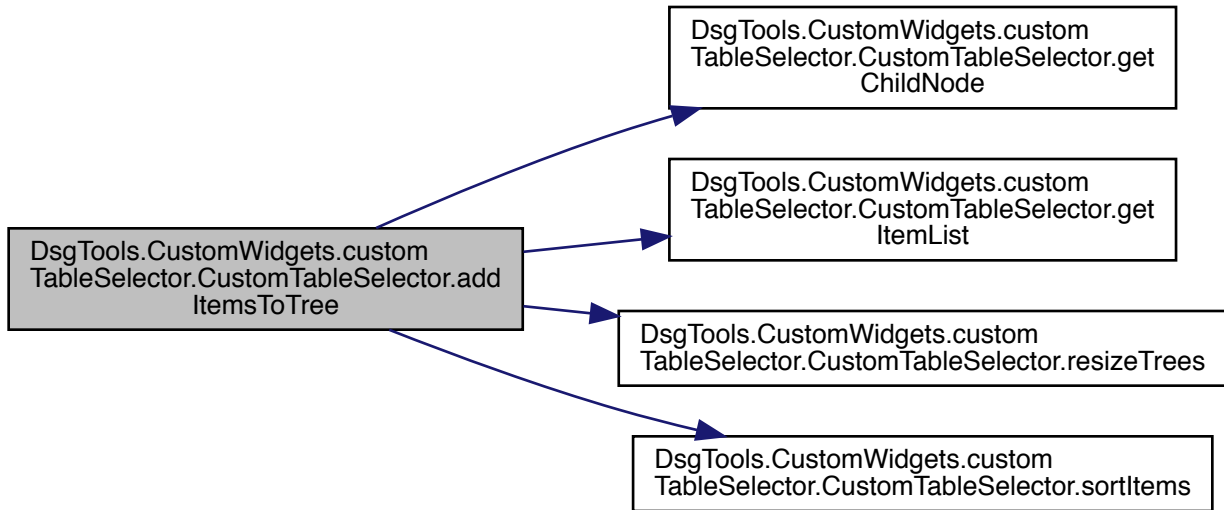 DsgTools.CustomWidgets.custom
TableSelector.CustomTableSelector.get
ChildNode
DsgTools.CustomWidgets.custom
TableSelector.CustomTableSelector.get
ItemList
DsgTools.CustomWidgets.custom
TableSelector.CustomTableSelector.add
ItemsToTree
DsgTools.CustomWidgets.custom
TableSelector.CustomTableSelector.resizeTrees
DsgTools.CustomWidgets.custom
TableSelector.CustomTableSelector.sortItems